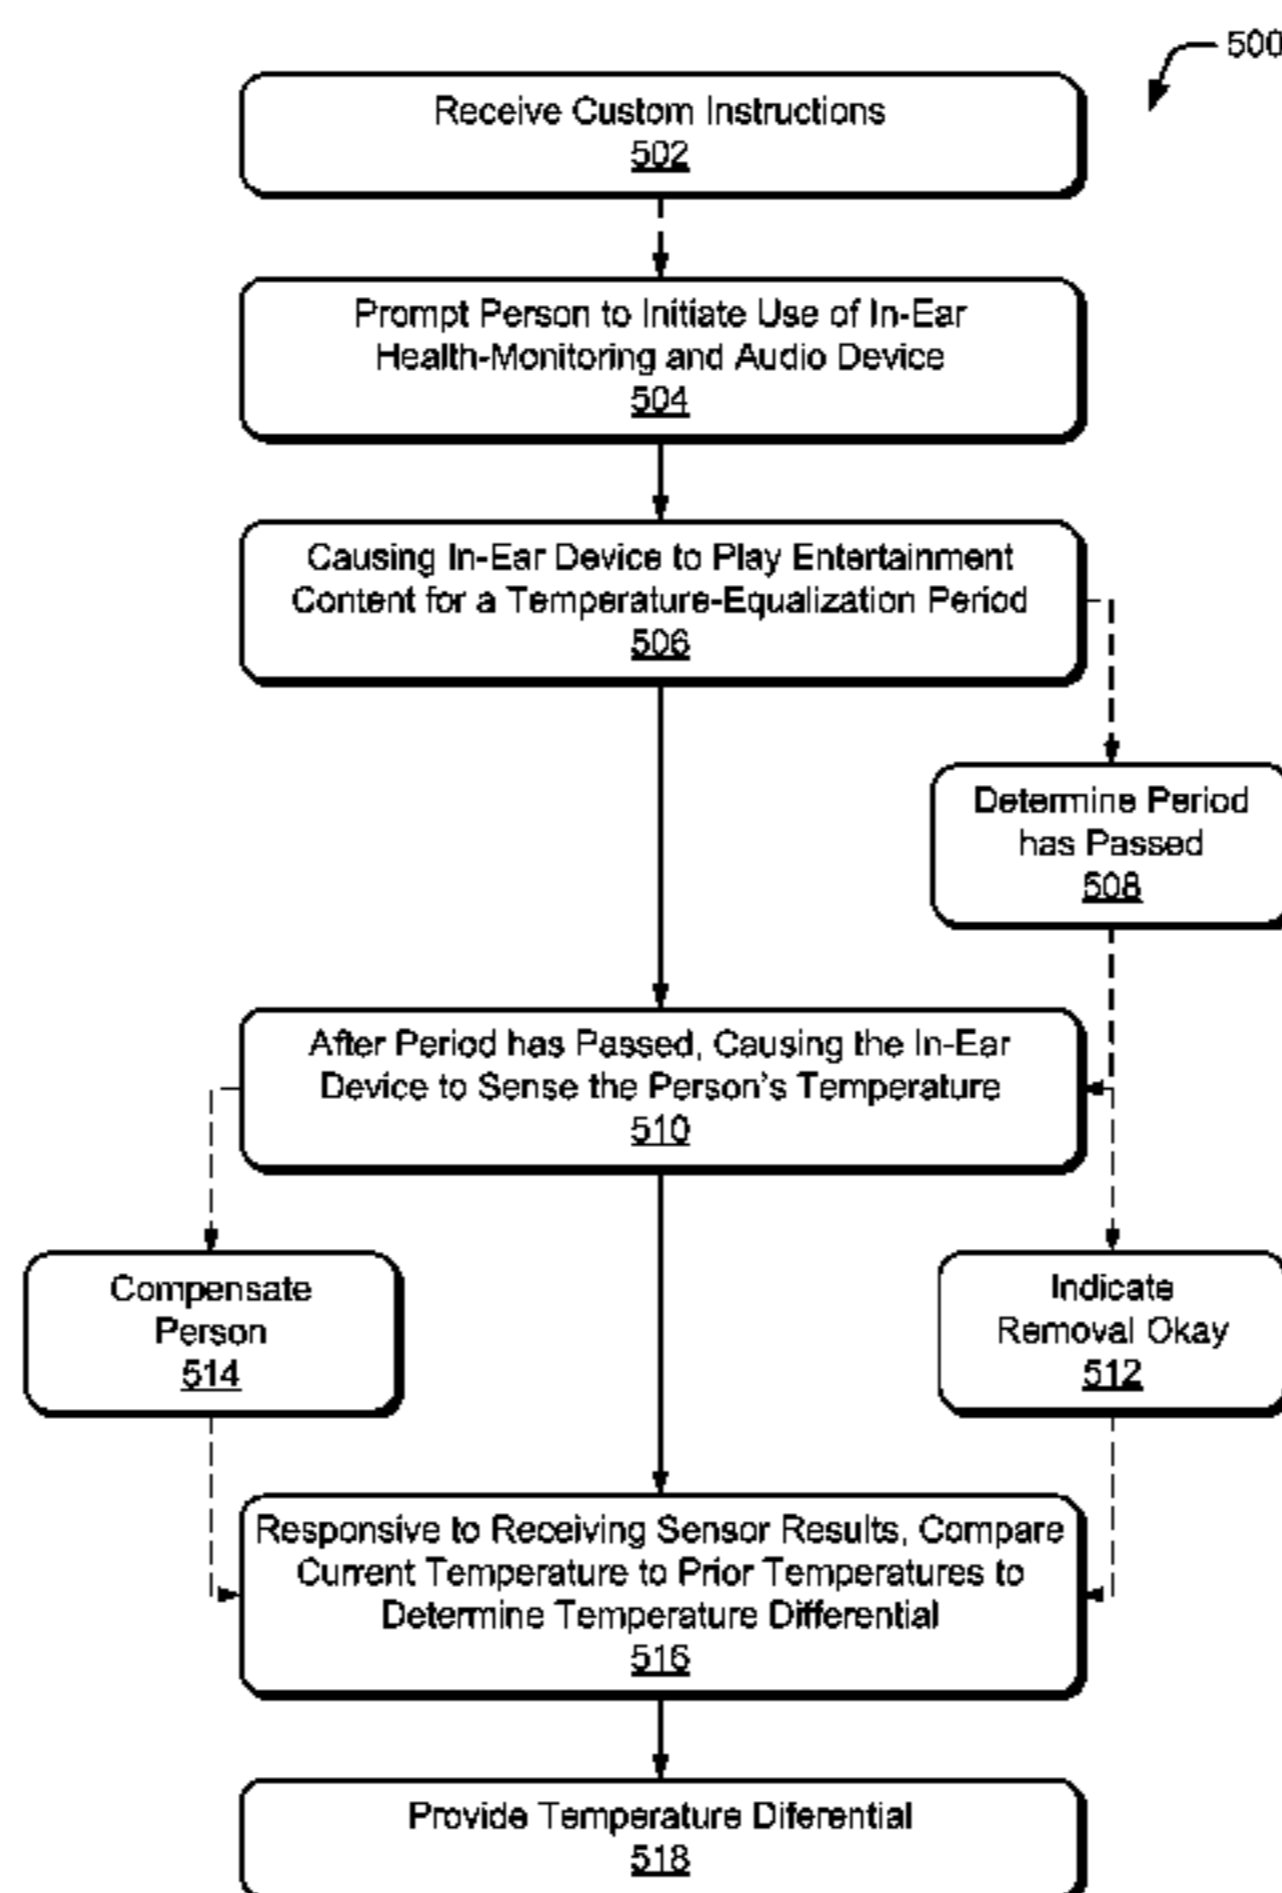 500
Receive Custom Instructions
502
Prompt Person to Initiate Use of In-Ear
Health-Monitoring and Audio Device
504
Causing In-Ear Device to Play Entertainment
Content for a Temperature-Equalization Period
506
Determine Period
has Passed
508
After Period has Passed, Causing the In-Ear
Device to Sense the Person's Temperature
510
Compensate
Person
514
Indicate
Removal Okay
512
Responsive to Receiving Sensor Results, Compare
Current Temperature to Prior Temperatures to
Determine Temperature Differential
516
Provide Temperature Diferential
518